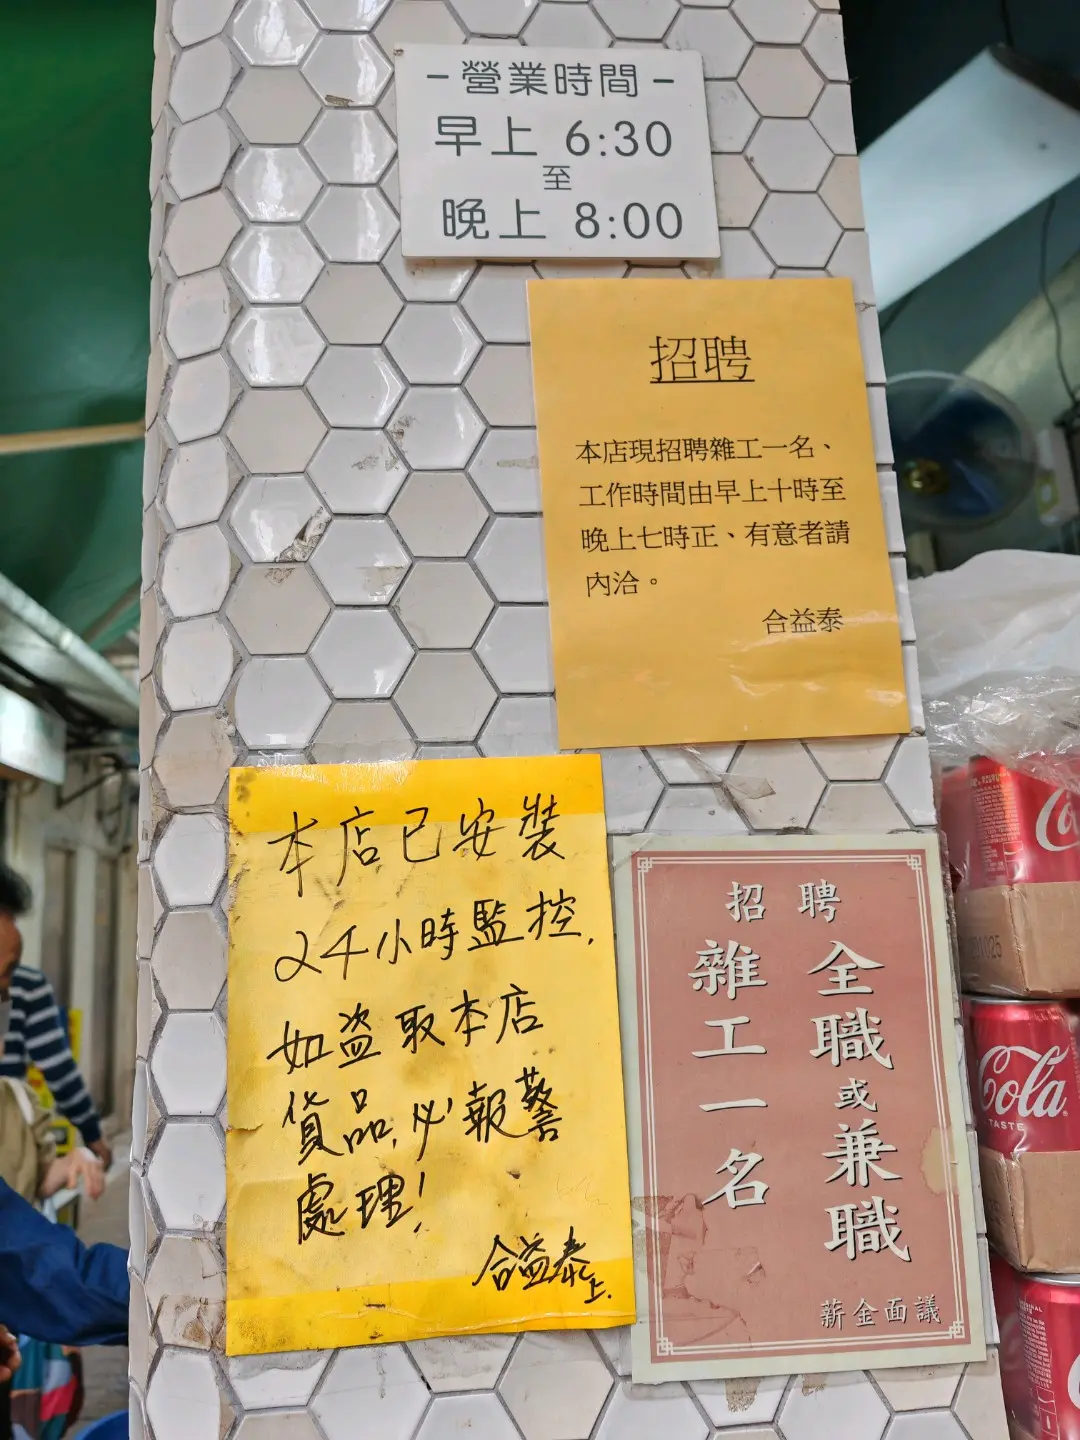 -營業時間-
早上 6:30
至
晚上 8:00
招聘
本店現招聘雜工一名、
工作時間由早上十時至
晚上七時正、有意者請
內洽。
合益泰
本店已安裝
24小時監控,
如盗取本店
貨品,必報警
處理!
合益泰上.
招聘
全職或兼職
雜工一名
薪金面議
Cola
TASTE